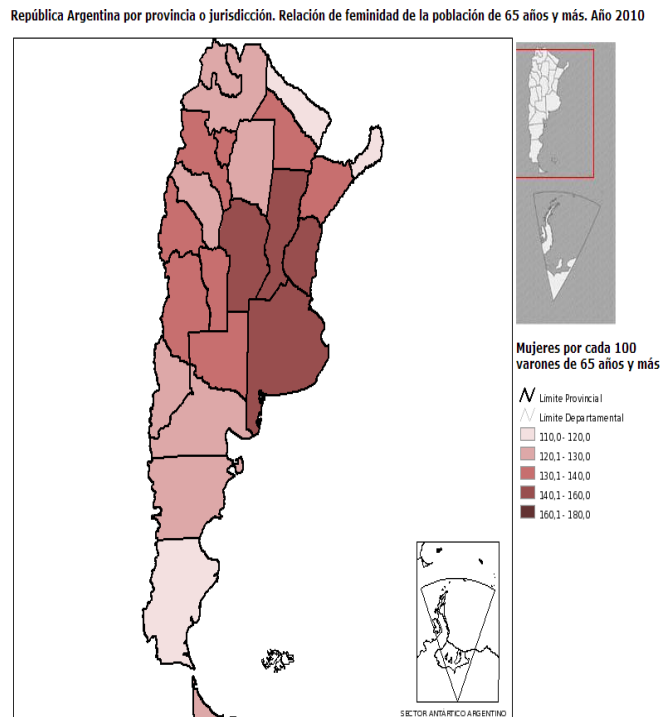 República Argentina por provincia o jurisdicción. Relación de feminidad de la población de 65 años y más. Año 2010
Mujeres por cada 100
varones de 65 años y más
Límite Provincial
Límite Departamental
110,0 - 120,0
120,1 - 130,0
130,1 - 140,0
140,1 - 160,0
160,1 - 180,0
SECTOR ANTÁRTICO ARGENTINO